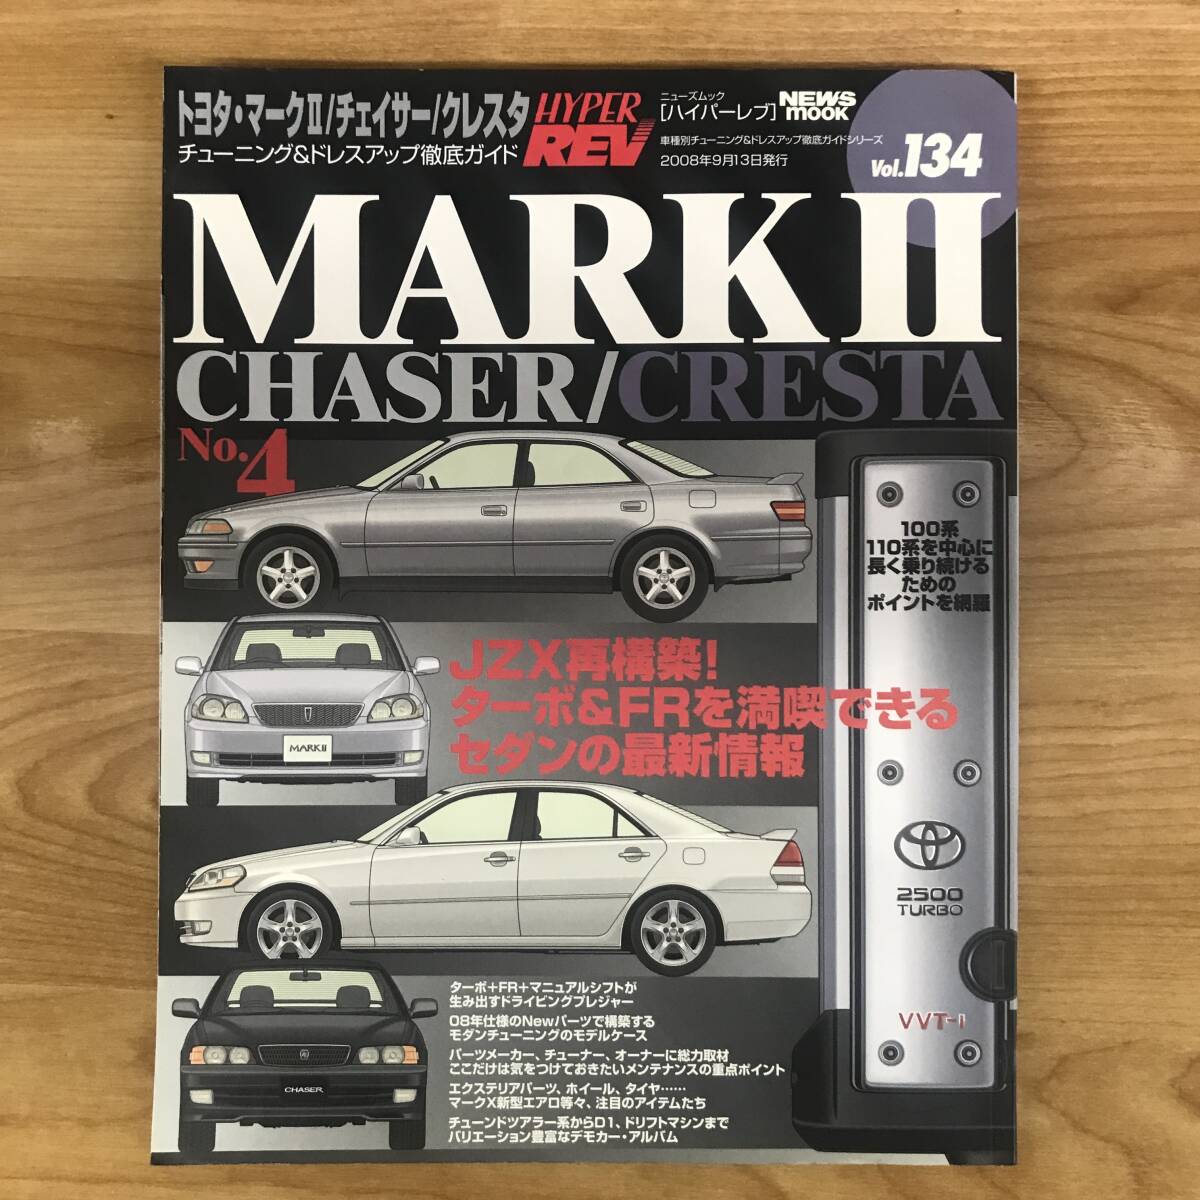 トヨタ・マークⅡ/チェイサー/クレスタ
チューニング&ドレスアップ徹底ガイド
HYPER
REV
ニューズムック
[ハイパーレブ]
NEWS
mook
車種別チューニング&ドレスアップ徹底ガイドシリーズ
2008年9月13日発行
Vol.134
MARK II
CHASER/CRESTA
No.4
100系
110系を中心に
長く乗り続ける
ための
ポイントを網羅
JZX再構築!
ターボ&FRを満喫できる
セダンの最新情報
MARK II
2500
TURBO
VVT-i
CHASER
ターボ+FR+マニュアルシフトが
生み出すドライビングプレジャー
08年仕様のNewパーツで構築する
モダンチューニングのモデルケース
パーツメーカー、チューナー、オーナーに総力取材
ここだけは気をつけておきたいメンテナンスの重点ポイント
エクステリアパーツ、ホイール、タイヤ……
マークX新型エアロ等々、注目のアイテムたち
チューンドツアラー系からD1、ドリフトマシンまで
バリエーション豊富なデモカー・アルバム